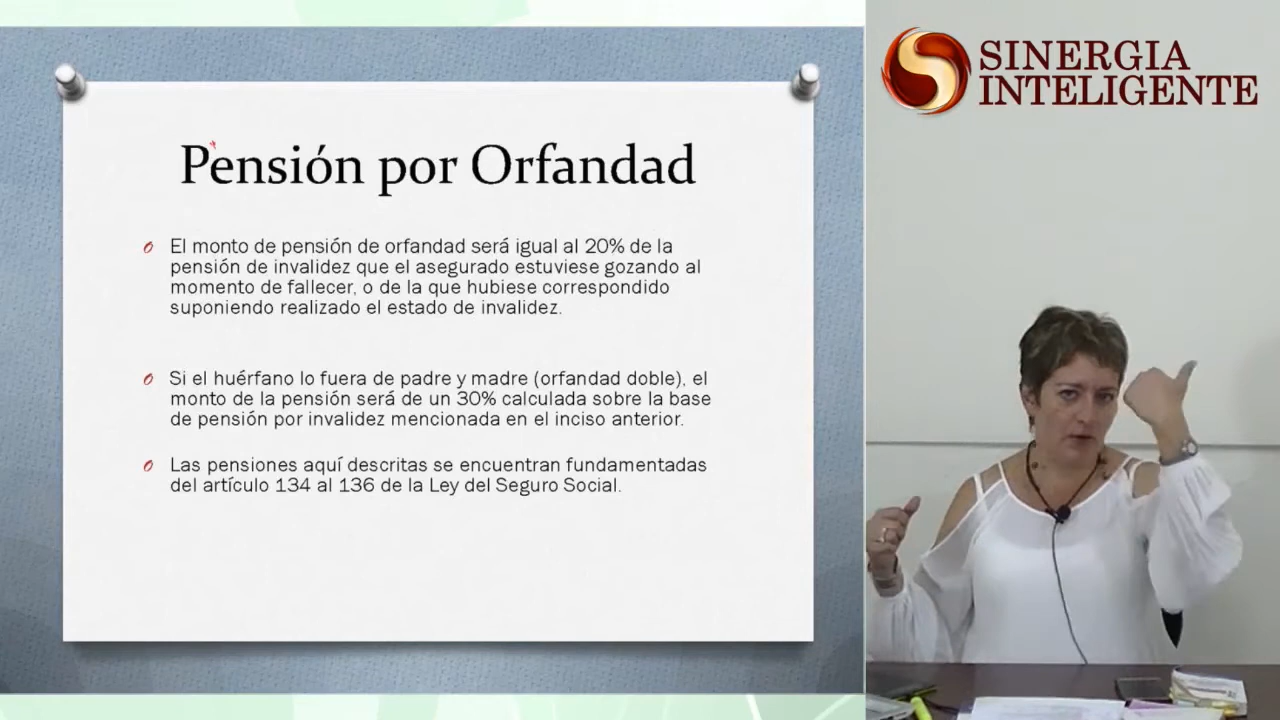 SINERGIA
INTELIGENTE
Pensión por Orfandad
El monto de pensión de orfandad será igual al 20% de la
pensión de invalidez que el asegurado estuviese gozando al
momento de fallecer, o de la que hubiese correspondido
suponiendo realizado el estado de invalidez.
Si el huérfano lo fuera de padre y madre (orfandad doble), el
monto de la pensión será de un 30% calculada sobre la base
de pensión por invalidez mencionada en el inciso anterior.
Las pensiones aquí descritas se encuentran fundamentadas
del artículo 134 al 136 de la Ley del Seguro Social.